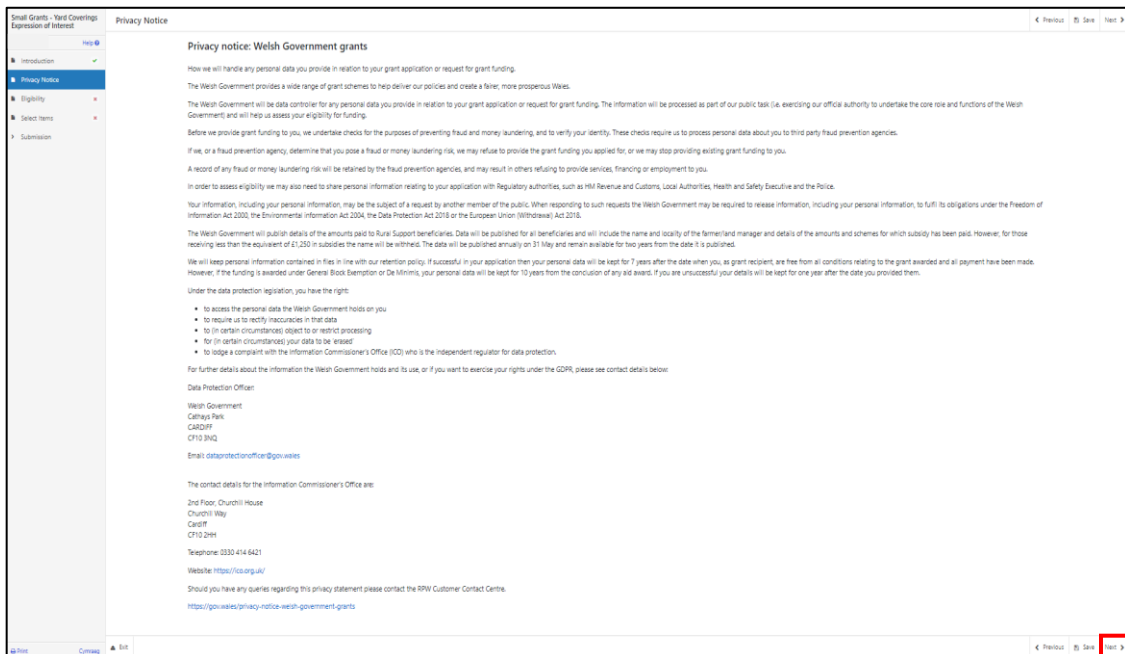 Small Grants - Yard Coverings
Expression of Interest
Help
Introduction
Privacy Notice
Eligibility
Select Items
Submission
Print
Cymraeg
Privacy Notice
Previous
Save
Next
Privacy notice: Welsh Government grants
How we will handle any personal data you provide in relation to your grant application or request for grant funding.
The Welsh Government provides a wide range of grant schemes to help deliver our policies and create a fairer, more prosperous Wales.
The Welsh Government will be data controller for any personal data you provide in relation to your grant application or request for grant funding. The information will be processed as part of our public task (i.e. exercising our official authority to undertake the core role and functions of the Welsh
Government) and will help us assess your eligibility for funding.
Before we provide grant funding to you, we undertake checks for the purposes of preventing fraud and money laundering, and to verify your identity. These checks require us to process personal data about you to third party fraud prevention agencies.
If we, or a fraud prevention agency, determine that you pose a fraud or money laundering risk, we may refuse to provide the grant funding you applied for, or we may stop providing existing grant funding to you.
A record of any fraud or money laundering risk will be retained by the fraud prevention agencies, and may result in others refusing to provide services, financing or employment to you.
In order to assess eligibility we may also need to share personal information relating to your application with Regulatory authorities, such as HM Revenue and Customs, Local Authorities, Health and Safety Executive and the Police.
Your information, including your personal information, may be the subject of a request by another member of the public. When responding to such requests the Welsh Government may be required to release information, including your personal information, to fulfil its obligations under the Freedom of
Information Act 2000, the Environmental Information Act 2004, the Data Protection Act 2018 or the European Union (Withdrawal) Act 2018.
The Welsh Government will publish details of the amounts paid to Rural Support beneficiaries. Data will be published for all beneficiaries and will include the name and locality of the farmer/land manager and details of the amounts and schemes for which subsidy has been paid. However, for those
receiving less than the equivalent of £1,250 in subsidies the name will be withheld. The data will be published annually on 31 May and remain available for two years from the date it is published.
We will keep personal information contained in files in line with our retention policy. If successful in your application then your personal data will be kept for 7 years after the date when you, as grant recipient, are free from all conditions relating to the grant awarded and all payment have been made.
However, if the funding is awarded under General Block Exemption or De Minimis, your personal data will be kept for 10 years from the conclusion of any aid award. If you are unsuccessful your details will be kept for one year after the date you provided them.
Under the data protection legislation, you have the right:
• to access the personal data the Welsh Government holds on you
• to require us to rectify inaccuracies in that data
• to (in certain circumstances) object to or restrict processing
• for (in certain circumstances) your data to be 'erased'
• to lodge a complaint with the Information Commissioner's Office (ICO) who is the independent regulator for data protection.
For further details about the information the Welsh Government holds and its use, or if you want to exercise your rights under the GDPR, please see contact details below:
Data Protection Officer:
Welsh Government
Cathays Park
CARDIFF
CF10 3NQ
Email: dataprotectionofficer@gov.wales
The contact details for the Information Commissioner's Office are:
2nd Floor, Churchill House
Churchill Way
Cardiff
CF10 2HH
Telephone: 0330 414 6421
Website: https://ico.org.uk/
Should you have any queries regarding this privacy statement please contact the RPW Customer Contact Centre.
https://gov.wales/privacy-notice-welsh-government-grants
Exit
Previous
Save
Next